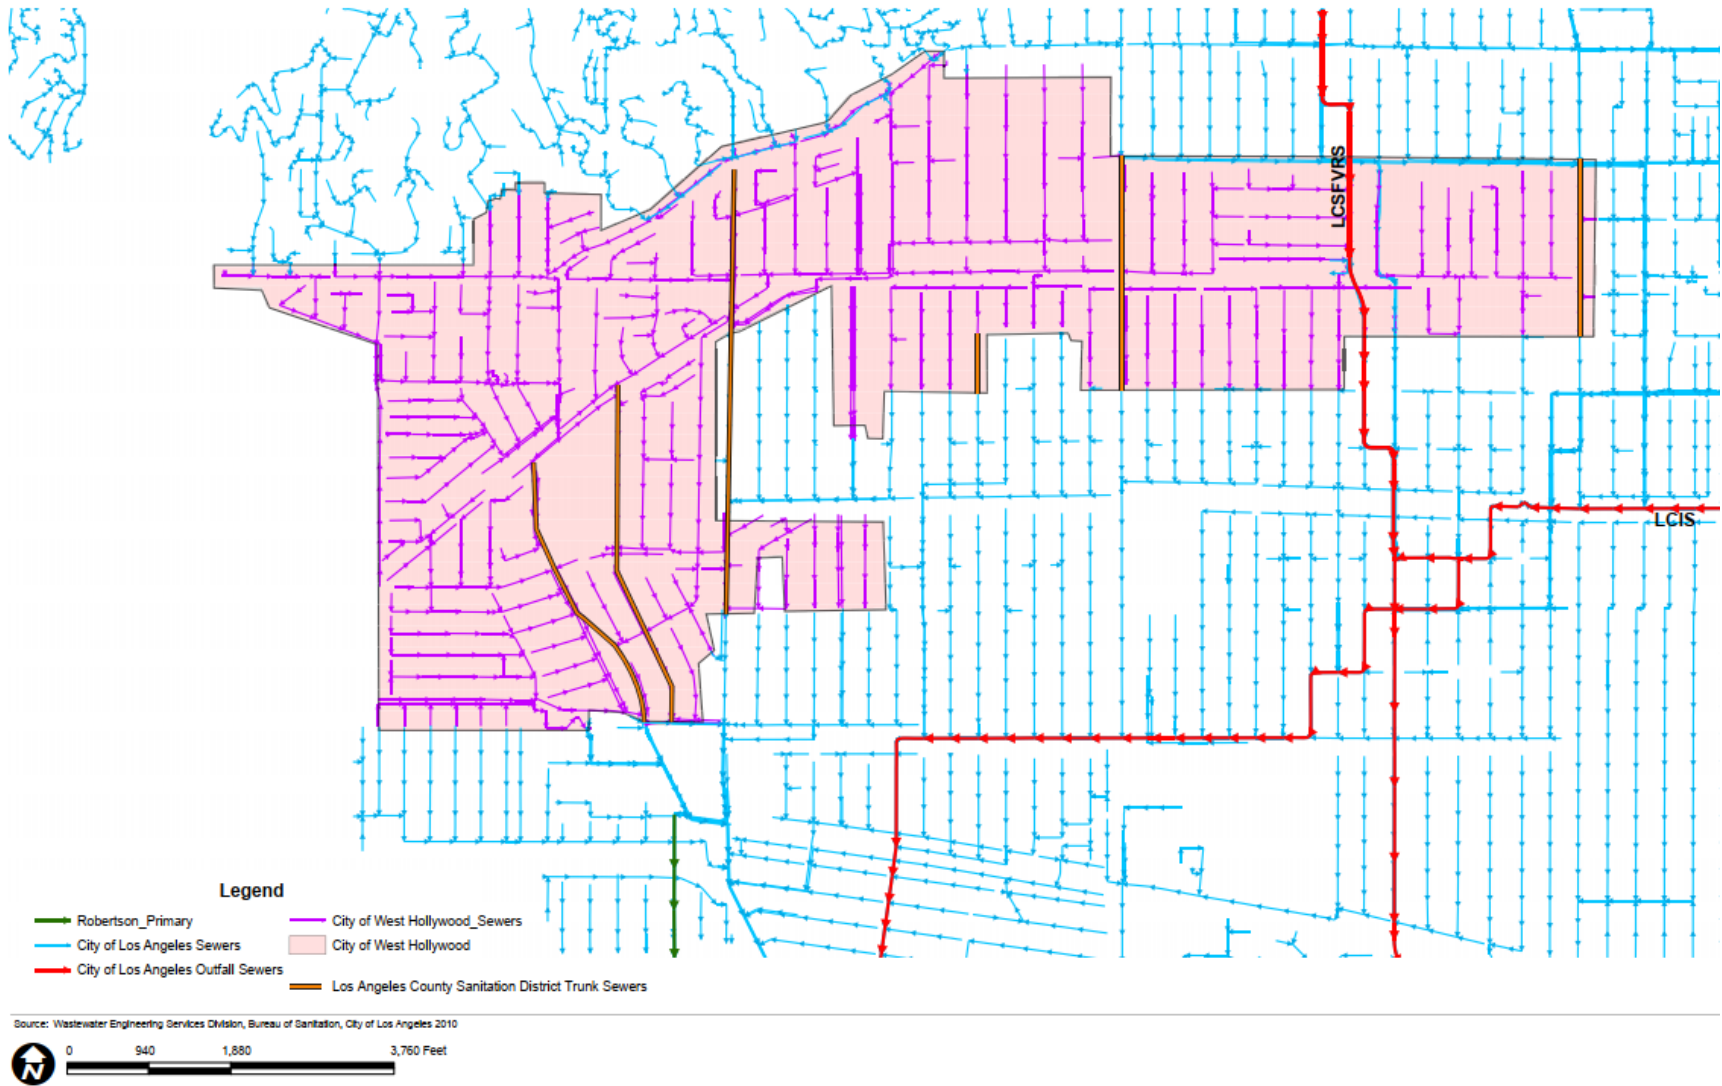 LCSFVRS
LCIS
Legend
Robertson_Primary
City of Los Angeles Sewers
City of Los Angeles Outfall Sewers
City of West Hollywood_Sewers
City of West Hollywood
Los Angeles County Sanitation District Trunk Sewers
Source: Wastewater Engineering Services Division, Bureau of Sanitation, City of Los Angeles 2010
N
0 940 1,880 3,760 Feet